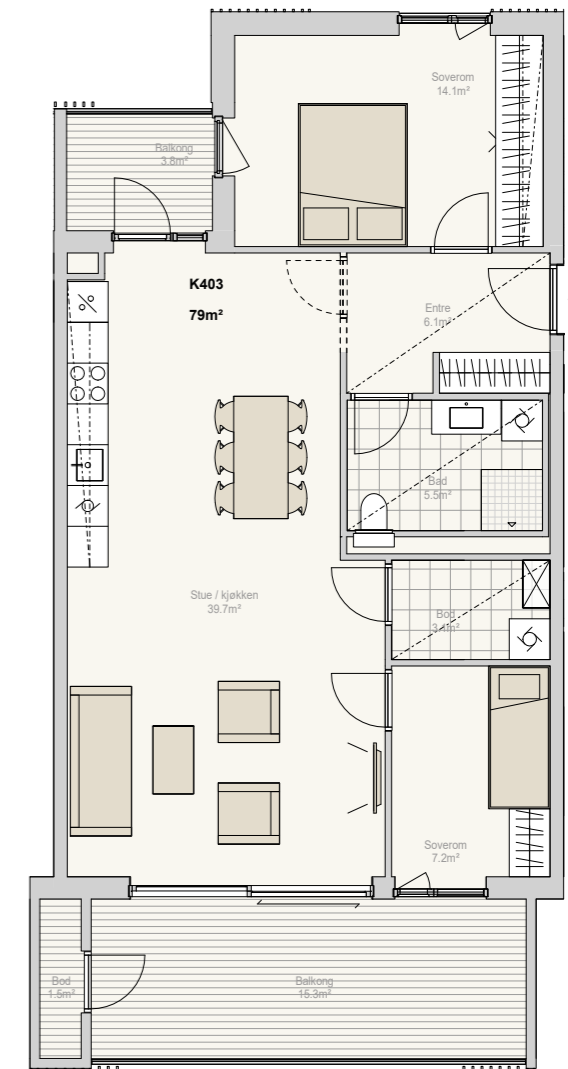 Soverom
14.1m²
Balkong
3.8m²
K403
79m²
Entre
6.1m²
Bad
5.5m²
Stue / kjøkken
39.7m²
Bod
3.4m²
Soverom
7.2m²
Bod
1.5m²
Balkong
15.3m²